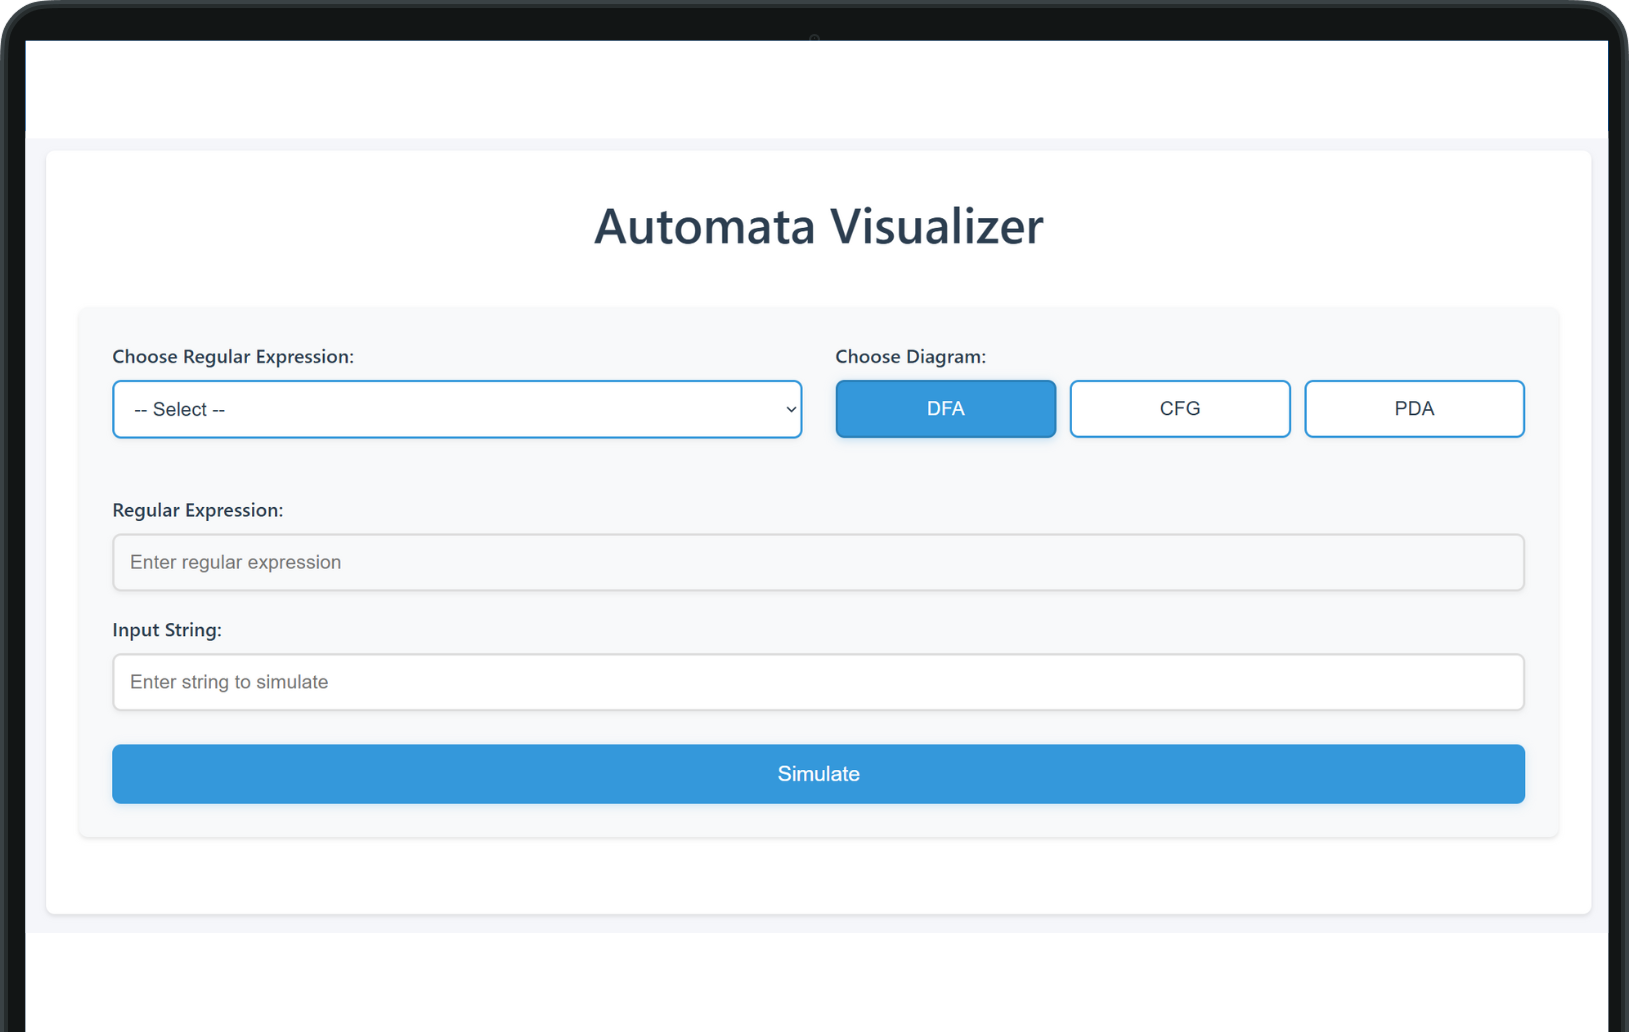 Automata Visualizer
Choose Regular Expression:
Choose Diagram:
-- Select --
DFA
CFG
PDA
Regular Expression:
Enter regular expression
Input String:
Enter string to simulate
Simulate